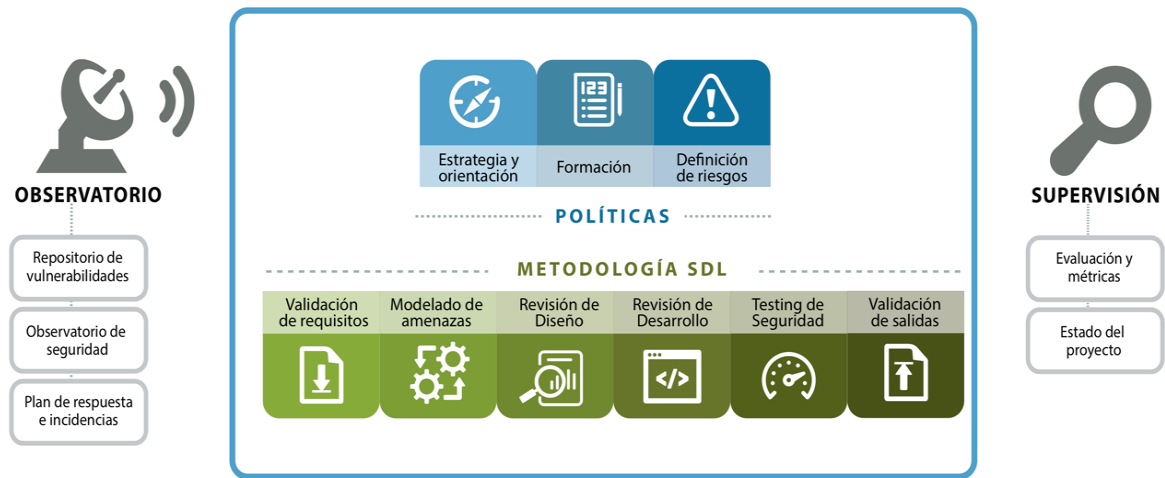 OBSERVATORIO
Repositorio de
vulnerabilidades
Observatorio de
seguridad
Plan de respuesta
e incidencias
123
Estrategia y
orientación
Formación
Definición
de riesgos
POLÍTICAS
METODOLOGÍA SDL
Validación
de requisitos
Modelado de
amenazas
Revisión de
Diseño
Revisión de
Desarrollo
Testing de
Seguridad
Validación
de salidas
</>
SUPERVISIÓN
Evaluación y
métricas
Estado del
proyecto